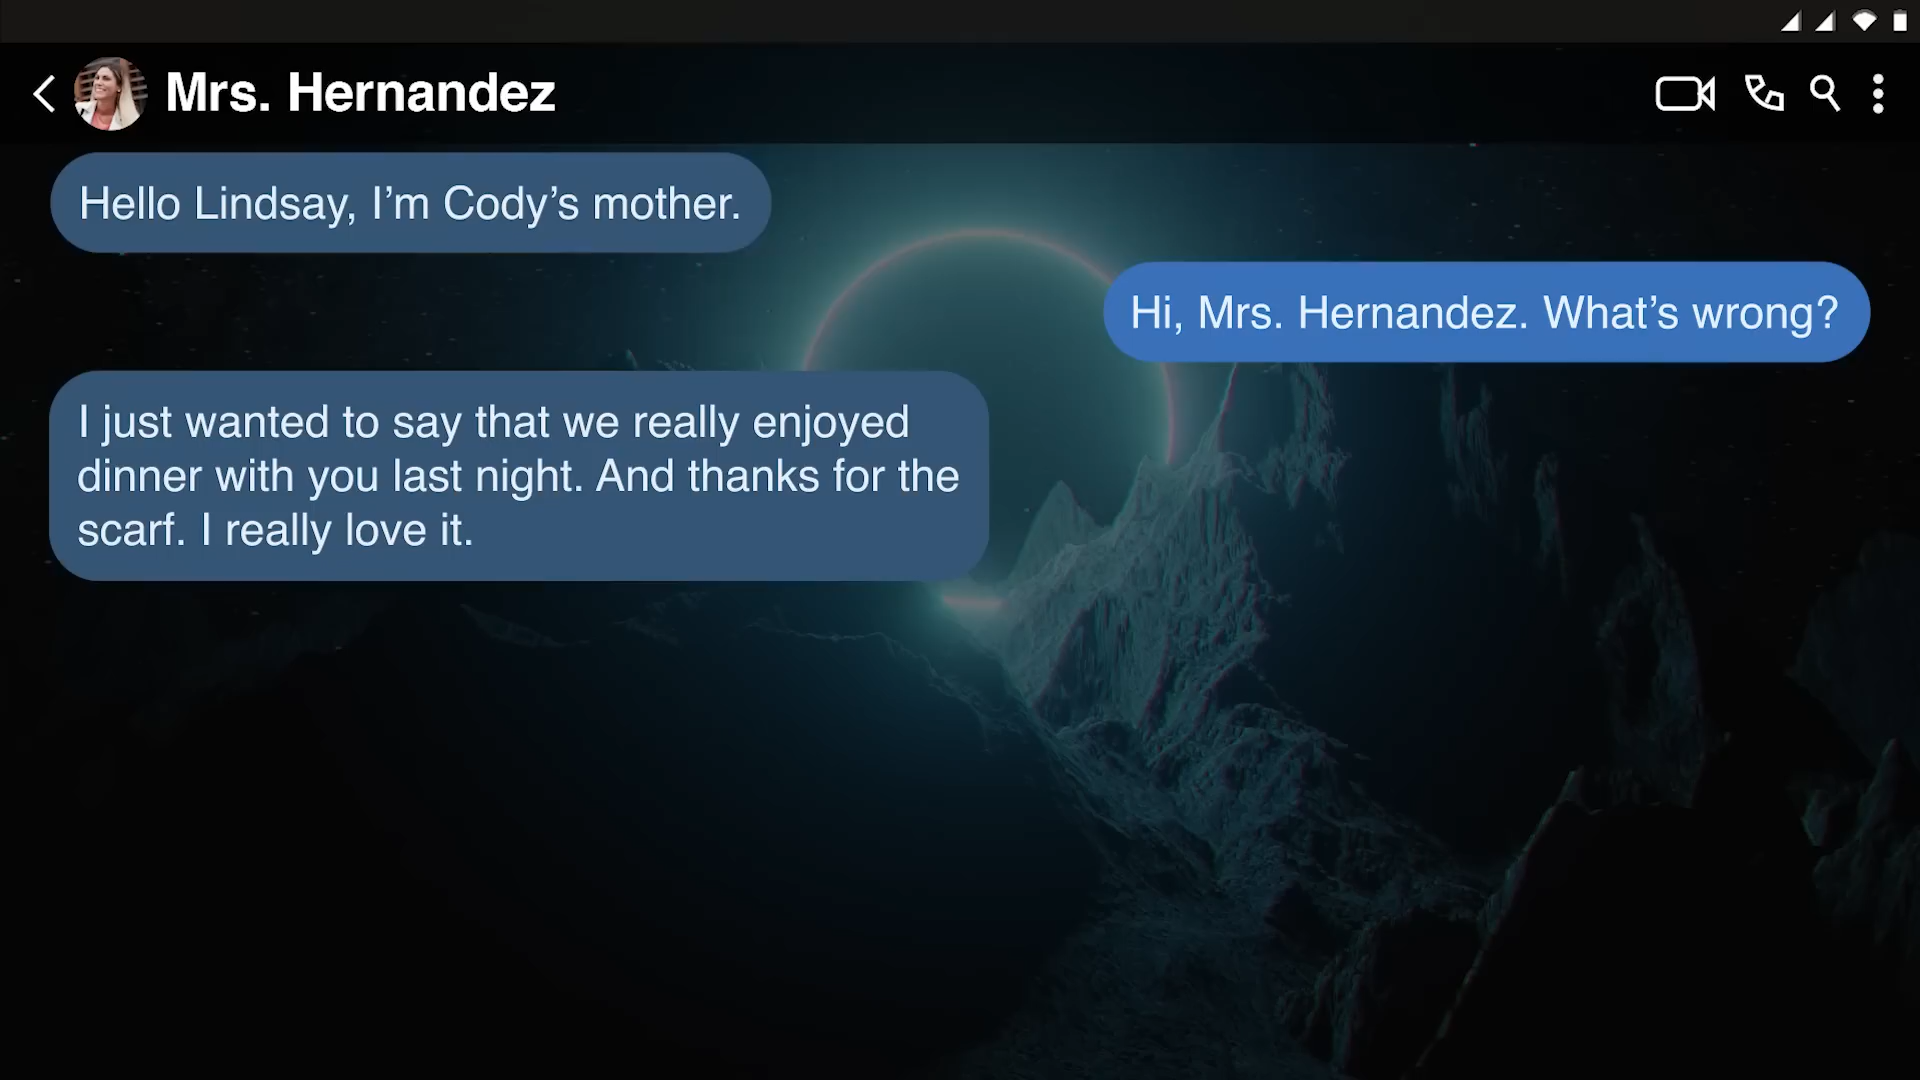 Mrs. Hernandez
Hello Lindsay, I’m Cody’s mother.
Hi, Mrs. Hernandez. What’s wrong?
I just wanted to say that we really enjoyed
dinner with you last night. And thanks for the
scarf. I really love it.